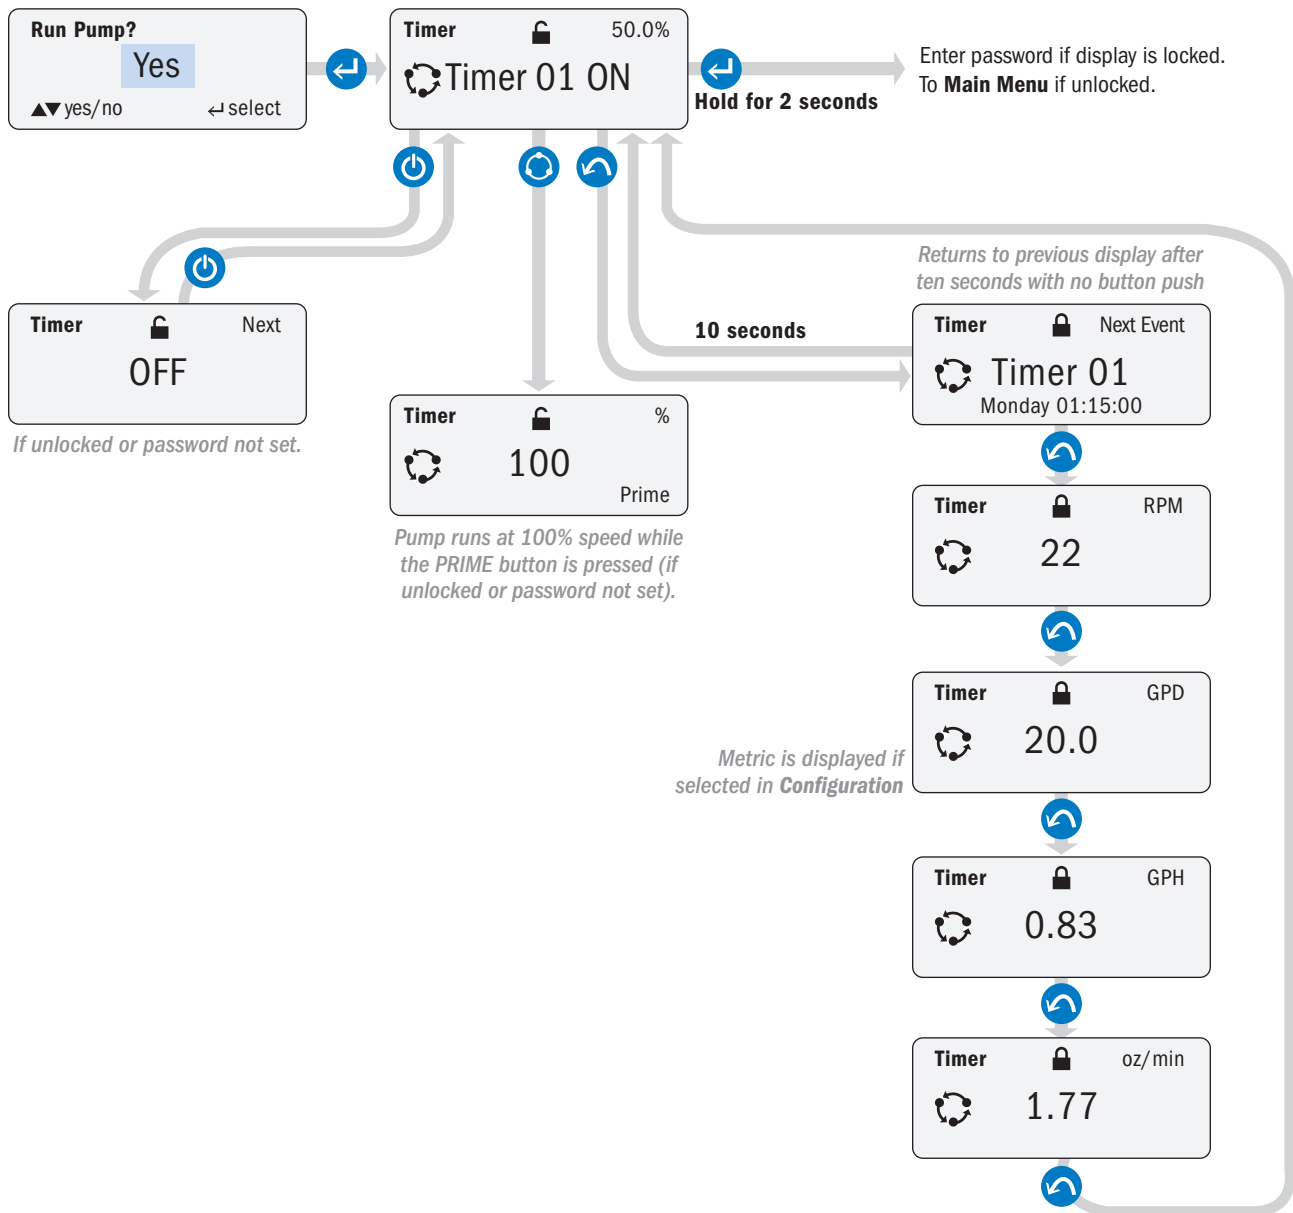 Run Pump?
Yes
▲▼ yes/no ↵ select
Timer 50.0%
Timer 01 ON
Hold for 2 seconds
Enter password if display is locked.
To Main Menu if unlocked.
Timer Next
OFF
If unlocked or password not set.
Timer %
100
Prime
Pump runs at 100% speed while
the PRIME button is pressed (if
unlocked or password not set).
10 seconds
Returns to previous display after
ten seconds with no button push
Timer Next Event
Timer 01
Monday 01:15:00
Timer RPM
22
Timer GPD
20.0
Metric is displayed if
selected in Configuration
Timer GPH
0.83
Timer oz/min
1.77